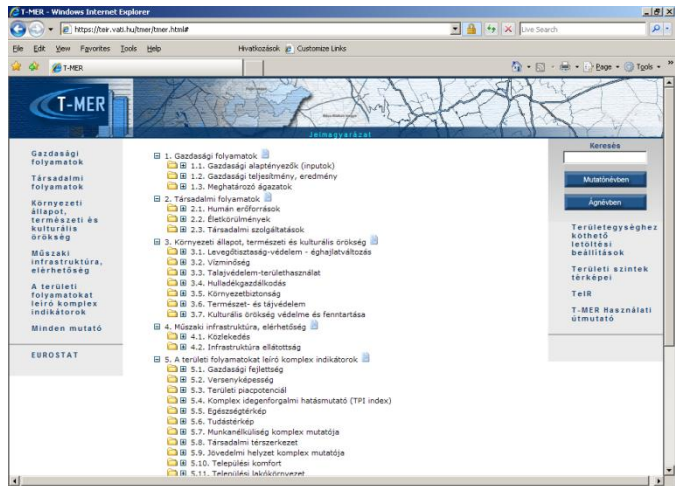 T-MER - Windows Internet Explorer
https://teir.vati.hu/tmer/tmer.html#
Live Search
File Edit View Favorites Tools Help
Hivatkozások Customize Links
T-MER
Page Tools
T-MER
Jelmagyarázat
Gazdasági
folyamatok
Társadalmi
folyamatok
Környezeti
állapot,
természeti és
kulturális
örökség
Műszaki
infrastruktúra,
elérhetőség
A területi
folyamatokat
leíró komplex
indikátorok
Minden mutató
EUROSTAT
1. Gazdasági folyamatok
1.1. Gazdasági alaptényezők (inputok)
1.2. Gazdasági teljesítmény, eredmény
1.3. Meghatározó ágazatok
2. Társadalmi folyamatok
2.1. Humán erőforrások
2.2. Életkörülmények
2.3. Társadalmi szolgáltatások
3. Környezeti állapot, természeti és kulturális örökség
3.1. Levegőtisztaság-védelem - éghajlatváltozás
3.2. Vízminőség
3.3. Talajvédelem-területhasználat
3.4. Hulladékgazdálkodás
3.5. Környezetbiztonság
3.6. Természet- és tájvédelem
3.7. Kulturális örökség védelme és fenntartása
4. Műszaki infrastruktúra, elérhetőség
4.1. Közlekedés
4.2. Infrastruktúra ellátottság
5. A területi folyamatokat leíró komplex indikátorok
5.1. Gazdasági fejlettség
5.2. Versenyképesség
5.3. Területi piacpotenciál
5.4. Komplex idegenforgalmi hatásmutató (TPI index)
5.5. Egészségtérkép
5.6. Tudástérkép
5.7. Munkanélküliség komplex mutatója
5.8. Társadalmi térszerkezet
5.9. Jövedelmi helyzet komplex mutatója
5.10. Települési komfort
5.11. Települési lakókörnyezet
Keresés
Mutatónévben
Ágnévben
Területegységhez
köthető
letöltési
beállítások
Területi szintek
térképei
TeIR
T-MER Használati
útmutató